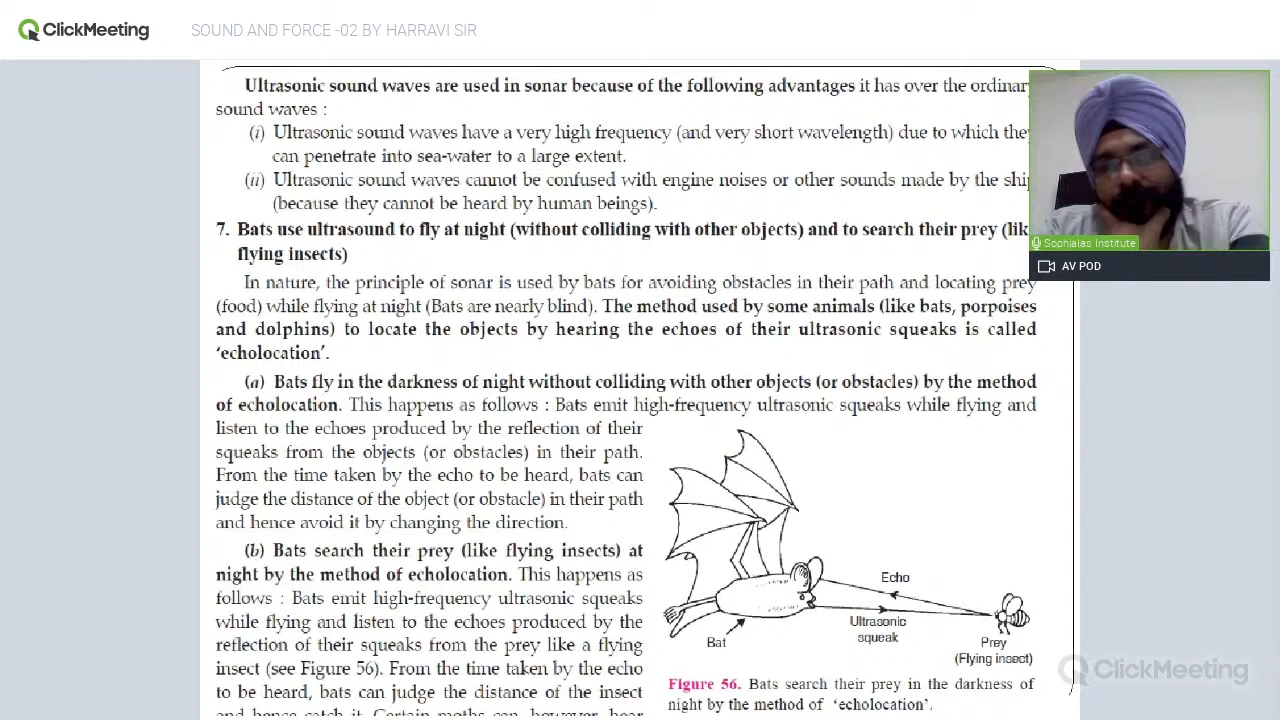 ClickMeeting
SOUND AND FORCE -02 BY HARRAVI SIR
Ultrasonic sound waves are used in sonar because of the following advantages it has over the ordinary
sound waves :
(i) Ultrasonic sound waves have a very high frequency (and very short wavelength) due to which they
can penetrate into sea-water to a large extent.
(ii) Ultrasonic sound waves cannot be confused with engine noises or other sounds made by the ship
(because they cannot be heard by human beings).
7. Bats use ultrasound to fly at night (without colliding with other objects) and to search their prey (lik
flying insects)
In nature, the principle of sonar is used by bats for avoiding obstacles in their path and locating prey
(food) while flying at night (Bats are nearly blind). The method used by some animals (like bats, porpoises
and dolphins) to locate the objects by hearing the echoes of their ultrasonic squeaks is called
‘echolocation’.
(a) Bats fly in the darkness of night without colliding with other objects (or obstacles) by the method
of echolocation. This happens as follows : Bats emit high-frequency ultrasonic squeaks while flying and
listen to the echoes produced by the reflection of their
squeaks from the objects (or obstacles) in their path.
From the time taken by the echo to be heard, bats can
judge the distance of the object (or obstacle) in their path
and hence avoid it by changing the direction.
(b) Bats search their prey (like flying insects) at
night by the method of echolocation. This happens as
follows : Bats emit high-frequency ultrasonic squeaks
while flying and listen to the echoes produced by the
reflection of their squeaks from the prey like a flying
insect (see Figure 56). From the time taken by the echo
to be heard, bats can judge the distance of the insect
and hence catch it. Certain moths can, however, hear
Echo
Ultrasonic
squeak
Bat
Prey
(Flying insect)
Figure 56. Bats search their prey in the darkness of
night by the method of ‘echolocation’.
Sophialas Institute
AV POD
ClickMeeting